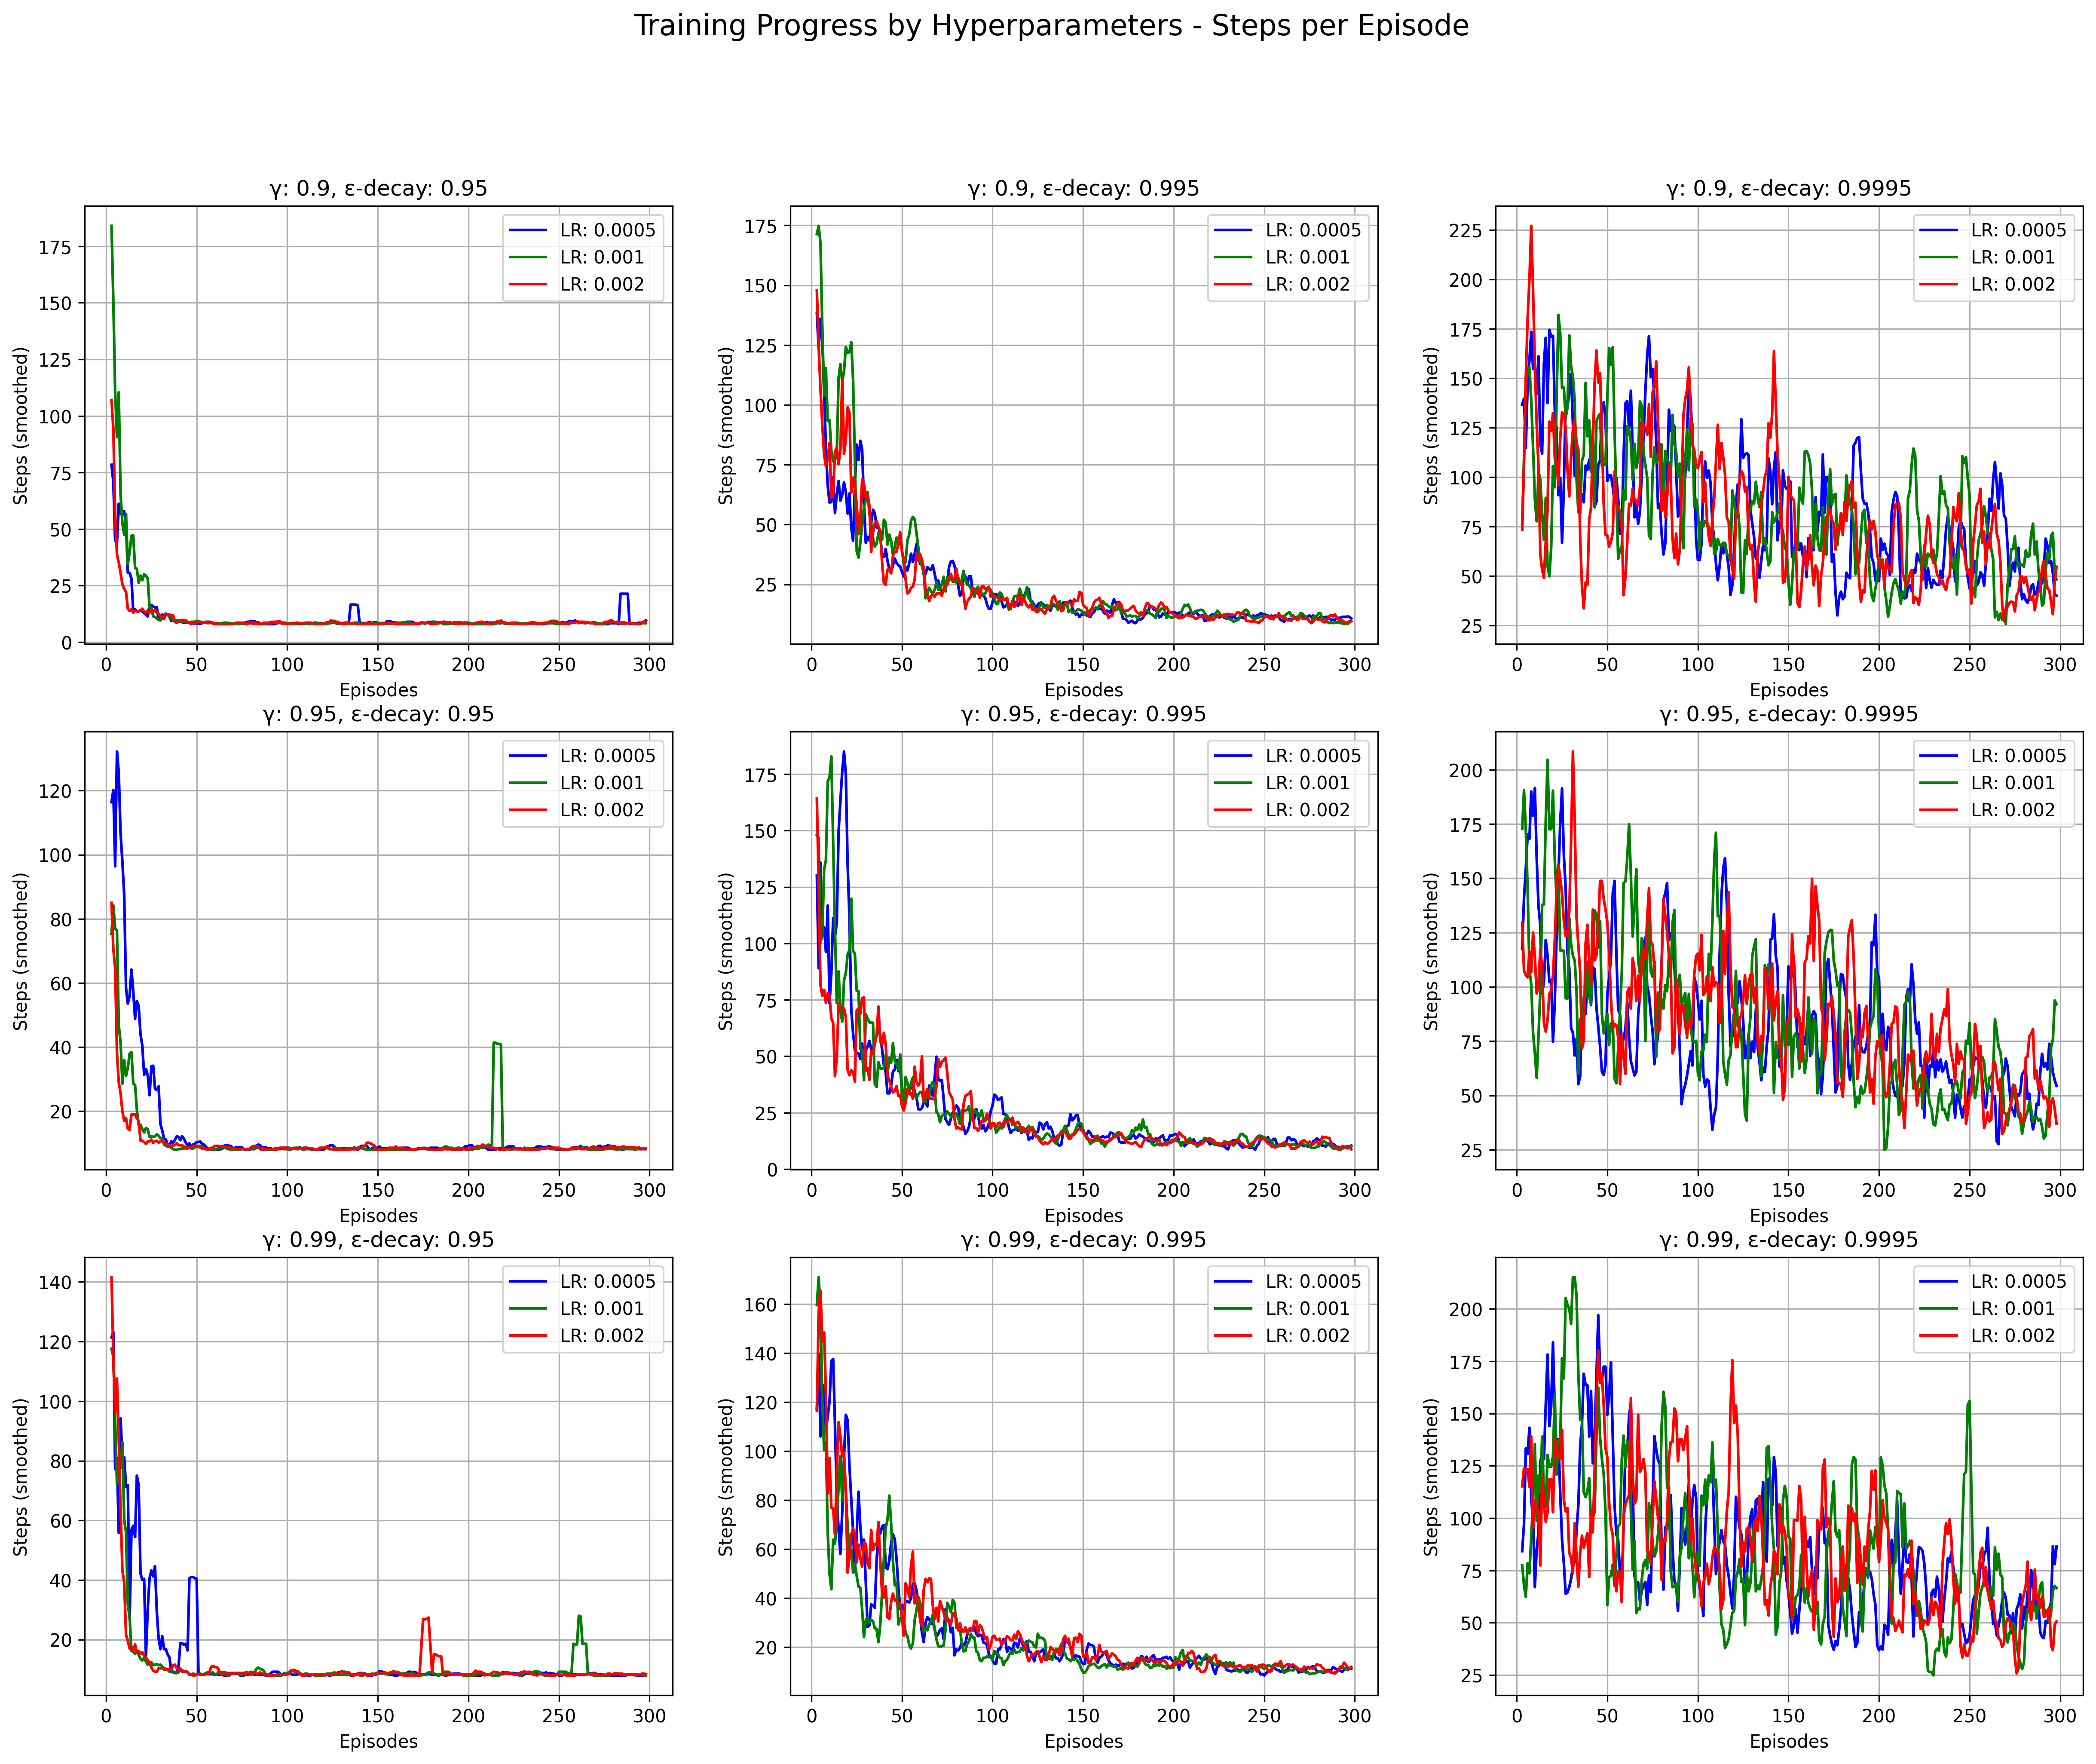 Training Progress by Hyperparameters - Steps per Episode
γ: 0.9, ε-decay: 0.95
Steps (smoothed)
175
150
125
100
75
50
25
0
0 50 100 150 200 250 300
Episodes
LR: 0.0005
LR: 0.001
LR: 0.002
γ: 0.9, ε-decay: 0.995
Steps (smoothed)
175
150
125
100
75
50
25
0 50 100 150 200 250 300
Episodes
LR: 0.0005
LR: 0.001
LR: 0.002
γ: 0.9, ε-decay: 0.9995
Steps (smoothed)
225
200
175
150
125
100
75
50
25
0 50 100 150 200 250 300
Episodes
LR: 0.0005
LR: 0.001
LR: 0.002
γ: 0.95, ε-decay: 0.95
Steps (smoothed)
120
100
80
60
40
20
0 50 100 150 200 250 300
Episodes
LR: 0.0005
LR: 0.001
LR: 0.002
γ: 0.95, ε-decay: 0.995
Steps (smoothed)
175
150
125
100
75
50
25
0
0 50 100 150 200 250 300
Episodes
LR: 0.0005
LR: 0.001
LR: 0.002
γ: 0.95, ε-decay: 0.9995
Steps (smoothed)
200
175
150
125
100
75
50
25
0 50 100 150 200 250 300
Episodes
LR: 0.0005
LR: 0.001
LR: 0.002
γ: 0.99, ε-decay: 0.95
Steps (smoothed)
140
120
100
80
60
40
20
0 50 100 150 200 250 300
Episodes
LR: 0.0005
LR: 0.001
LR: 0.002
γ: 0.99, ε-decay: 0.995
Steps (smoothed)
160
140
120
100
80
60
40
20
0 50 100 150 200 250 300
Episodes
LR: 0.0005
LR: 0.001
LR: 0.002
γ: 0.99, ε-decay: 0.9995
Steps (smoothed)
200
175
150
125
100
75
50
25
0 50 100 150 200 250 300
Episodes
LR: 0.0005
LR: 0.001
LR: 0.002